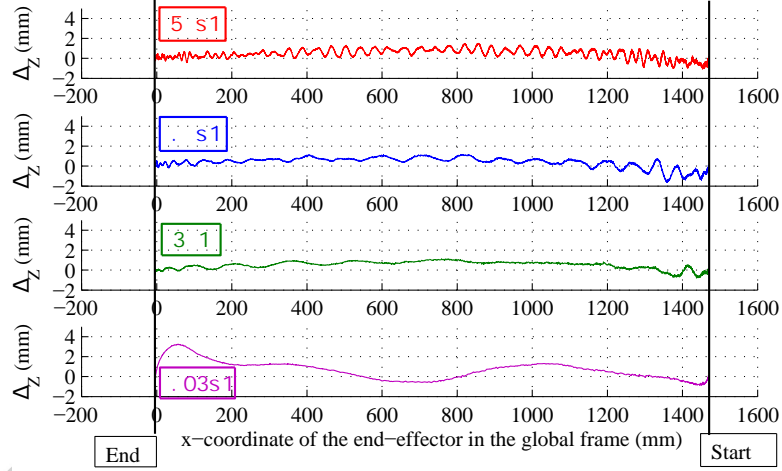 5 s1
Δz (mm)
4
2
0
−2
−200 0 200 400 600 800 1000 1200 1400 1600
. s1
Δz (mm)
4
2
0
−2
−200 0 200 400 600 800 1000 1200 1400 1600
3 1
Δz (mm)
4
2
0
−2
−200 0 200 400 600 800 1000 1200 1400 1600
.03s1
Δz (mm)
4
2
0
−2
−200 0 200 400 600 800 1000 1200 1400 1600
x−coordinate of the end−effector in the global frame (mm)
End
Start